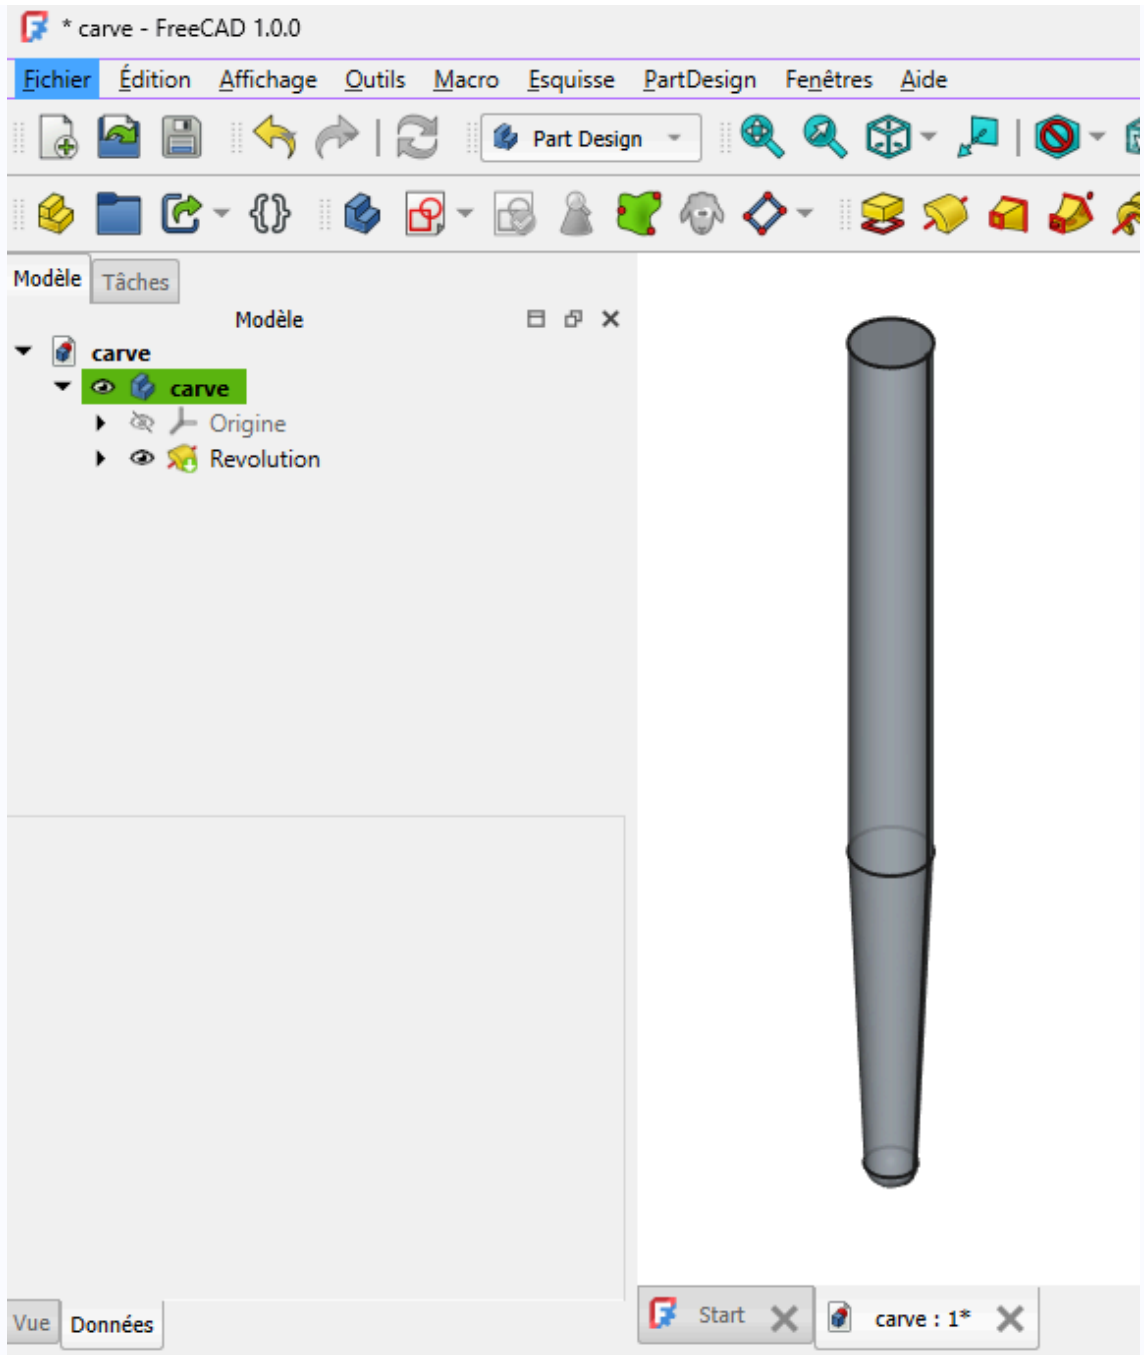 * carve - FreeCAD 1.0.0
Fichier Édition Affichage Outils Macro Esquisse PartDesign Fenêtres Aide
Part Design
Modèle Tâches
Modèle
carve
carve
Origine
Revolution
Vue Données
Start carve : 1*